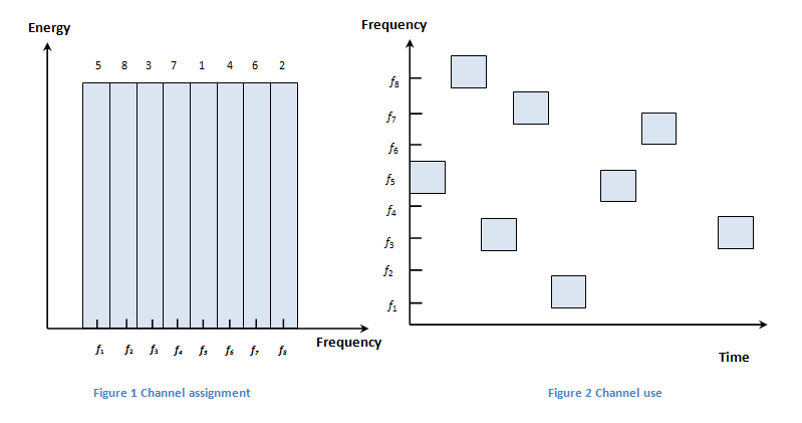 Energy
5 8 3 7 1 4 6 2
f₁ f₂ f₃ f₄ f₅ f₆ f₇ f₈
Frequency
Figure 1 Channel assignment
Frequency
f₈
f₇
f₆
f₅
f₄
f₃
f₂
f₁
Time
Figure 2 Channel use